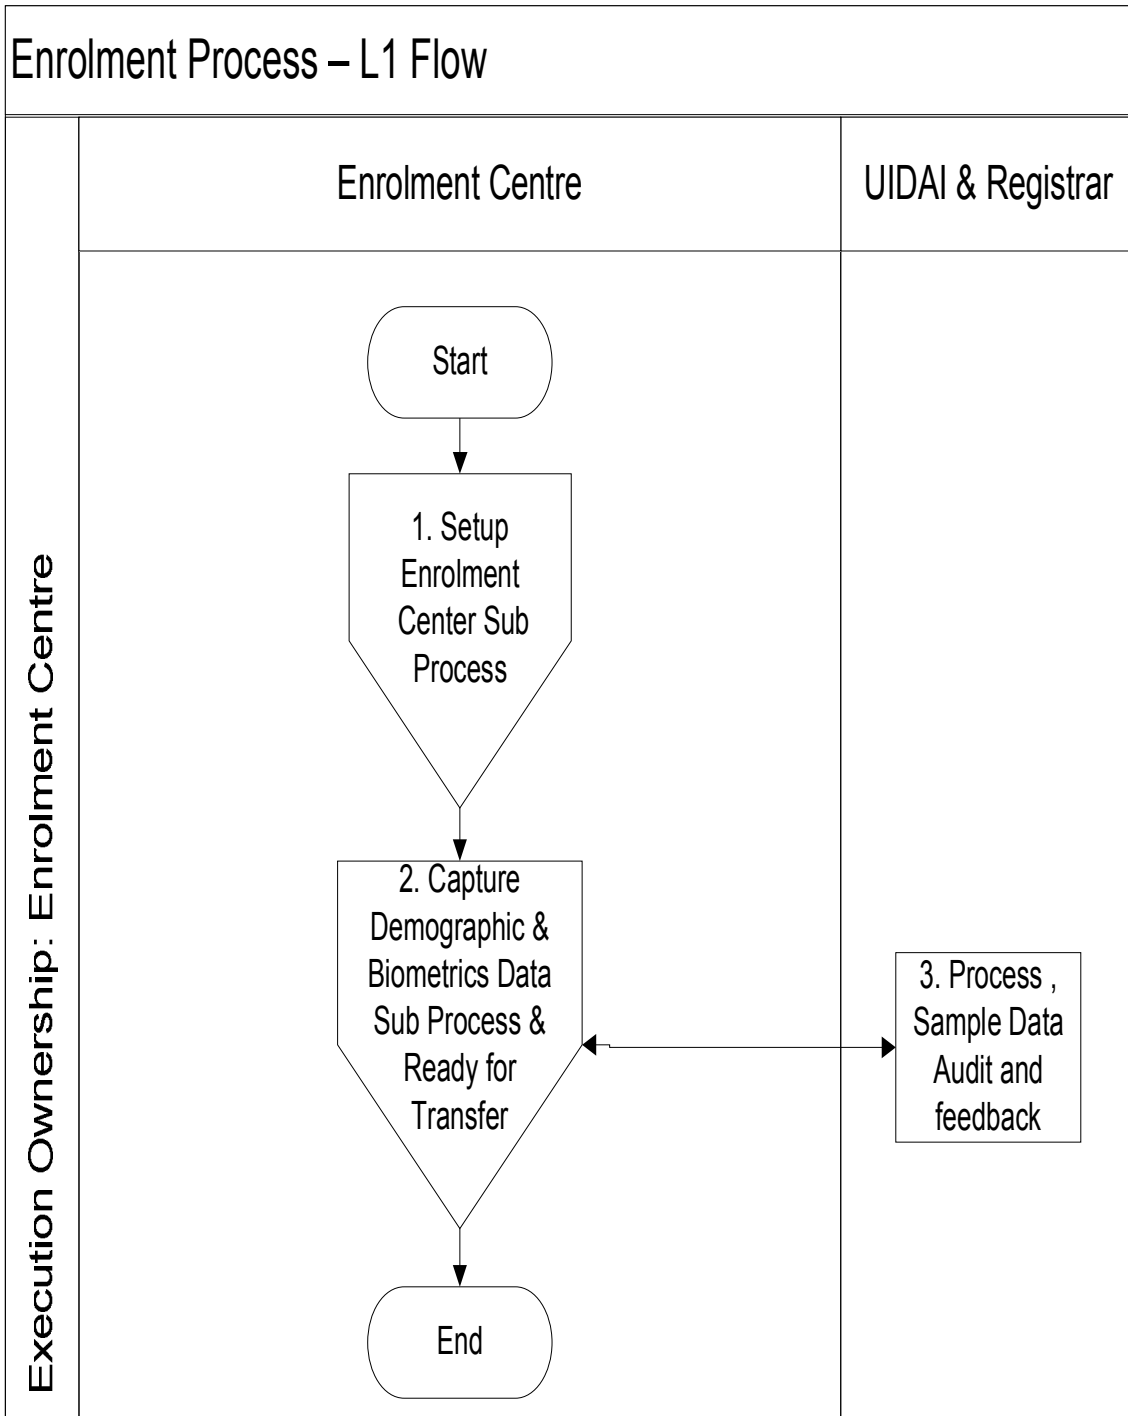 Enrolment Process – L1 Flow
Enrolment Centre
UIDAI & Registrar
Execution Ownership: Enrolment Centre
Start
1. Setup
Enrolment
Center Sub
Process
2. Capture
Demographic &
Biometrics Data
Sub Process &
Ready for
Transfer
3. Process ,
Sample Data
Audit and
feedback
End